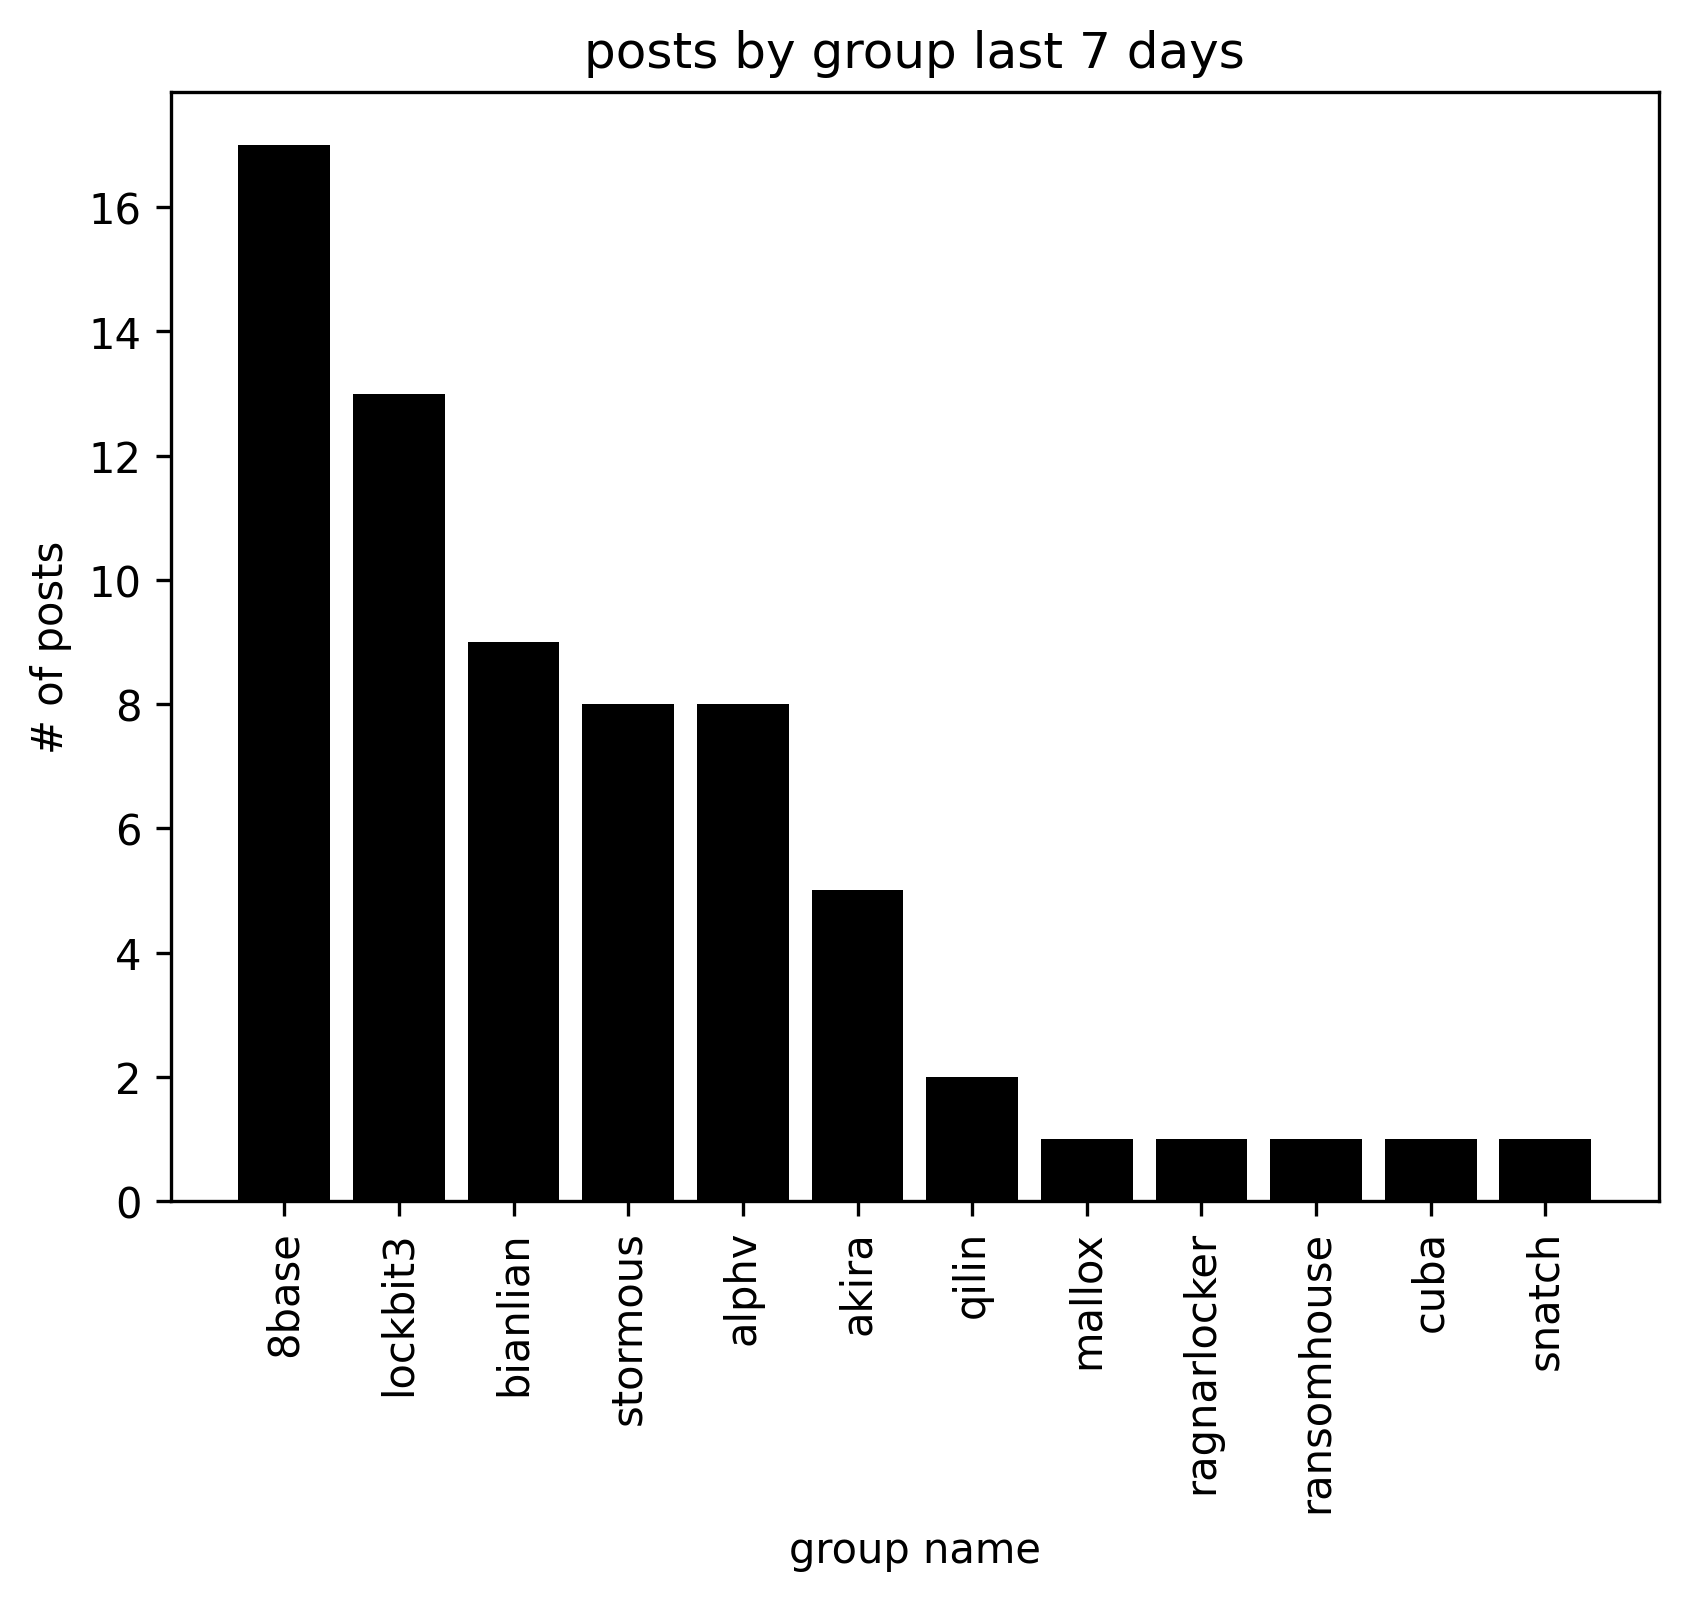 posts by group last 7 days
16
14
12
10
8
6
4
2
0
# of posts
8base
lockbit3
bianlian
stormous
alphv
akira
qilin
mallox
ragnarlocker
ransomhouse
cuba
snatch
group name